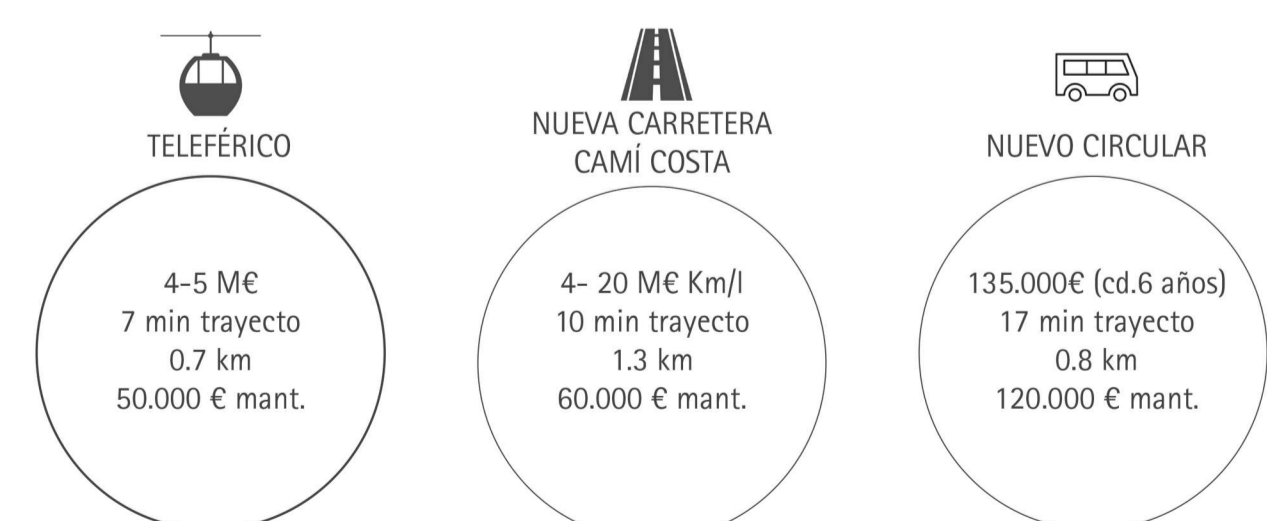 TELEFÉRICO
4-5 M€
7 min trayecto
0.7 km
50.000 € mant.
NUEVA CARRETERA
CAMÍ COSTA
4- 20 M€ Km/l
10 min trayecto
1.3 km
60.000 € mant.
NUEVO CIRCULAR
135.000€ (cd.6 años)
17 min trayecto
0.8 km
120.000 € mant.